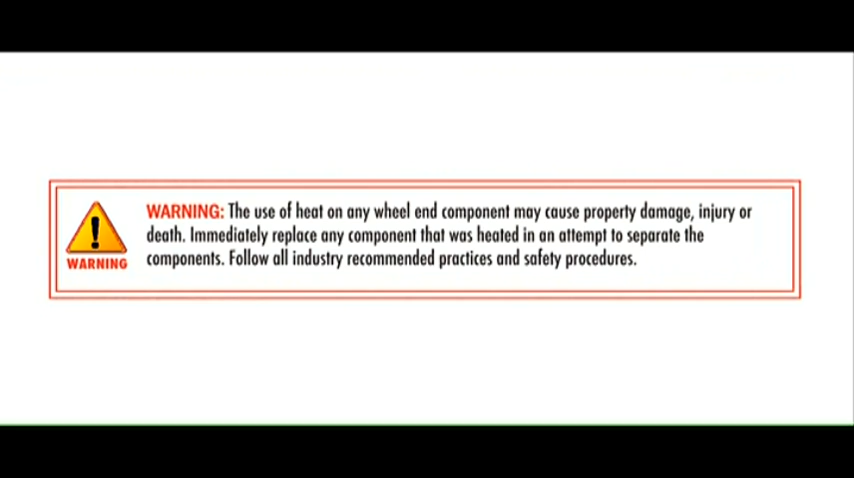 WARNING: The use of heat on any wheel end component may cause property damage, injury or
death. Immediately replace any component that was heated in an attempt to separate the
components. Follow all industry recommended practices and safety procedures.
WARNING